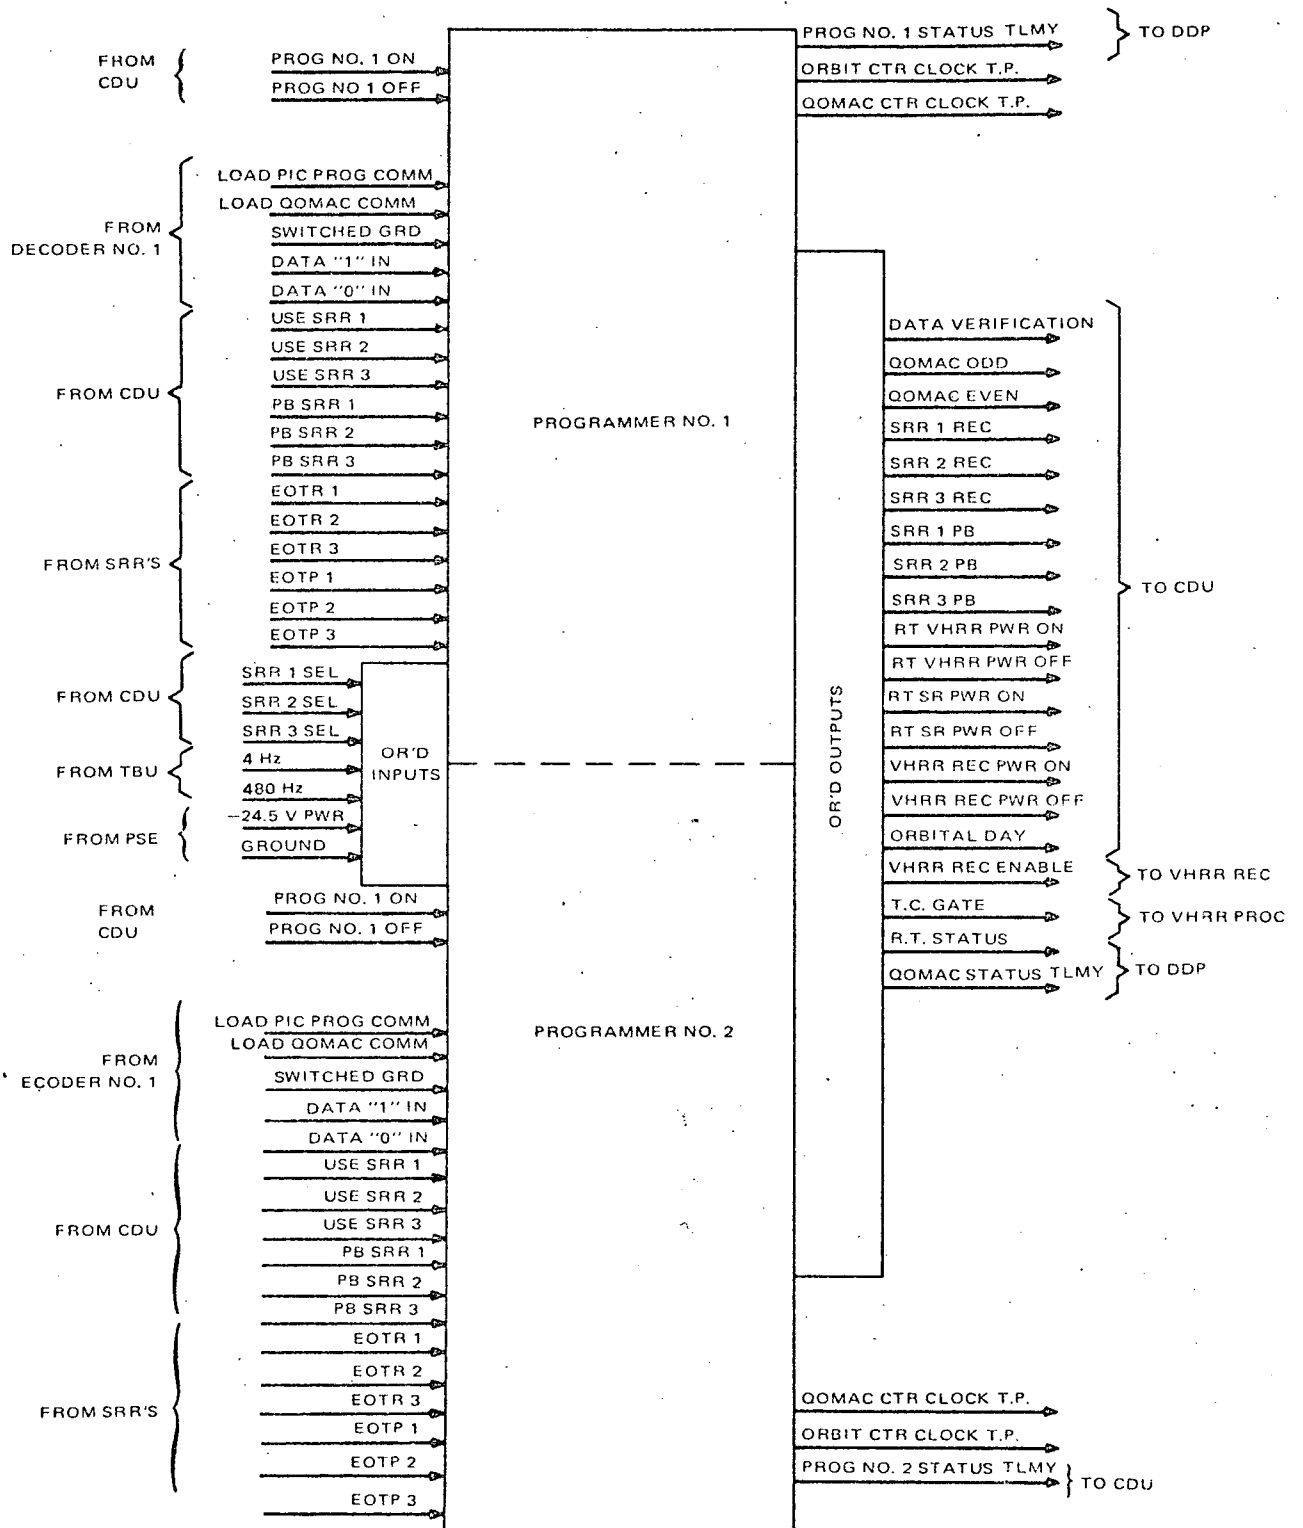 FROM
CDU
PROG NO. 1 ON
PROG NO 1 OFF
FROM
DECODER NO. 1
LOAD PIC PROG COMM
LOAD QOMAC COMM
SWITCHED GRD
DATA "1" IN
DATA "0" IN
FROM CDU
USE SRR 1
USE SRR 2
USE SRR 3
PB SRR 1
PB SRR 2
PB SRR 3
FROM SRR'S
EOTR 1
EOTR 2
EOTR 3
EOTP 1
EOTP 2
EOTP 3
FROM CDU
SRR 1 SEL
SRR 2 SEL
SRR 3 SEL
FROM TBU
4 Hz
480 Hz
FROM PSE
-24.5 V PWR
GROUND
OR'D
INPUTS
FROM
CDU
PROG NO. 1 ON
PROG NO. 1 OFF
FROM
ECODER NO. 1
LOAD PIC PROG COMM
LOAD QOMAC COMM
SWITCHED GRD
DATA "1" IN
DATA "0" IN
FROM CDU
USE SRR 1
USE SRR 2
USE SRR 3
PB SRR 1
PB SRR 2
PB SRR 3
FROM SRR'S
EOTR 1
EOTR 2
EOTR 3
EOTP 1
EOTP 2
EOTP 3
PROGRAMMER NO. 1
PROGRAMMER NO. 2
PROG NO. 1 STATUS TLMY
TO DDP
ORBIT CTR CLOCK T.P.
QOMAC CTR CLOCK T.P.
OR'D OUTPUTS
DATA VERIFICATION
QOMAC ODD
QOMAC EVEN
SRR 1 REC
SRR 2 REC
SRR 3 REC
SRR 1 PB
SRR 2 PB
SRR 3 PB
RT VHRR PWR ON
RT VHRR PWR OFF
RT SR PWR ON
RT SR PWR OFF
VHRR REC PWR ON
VHRR REC PWR OFF
ORBITAL DAY
TO CDU
VHRR REC ENABLE
TO VHRR REC
T.C. GATE
TO VHRR PROC
R.T. STATUS
QOMAC STATUS TLMY
TO DDP
QOMAC CTR CLOCK T.P.
ORBIT CTR CLOCK T.P.
PROG NO. 2 STATUS TLMY
TO CDU